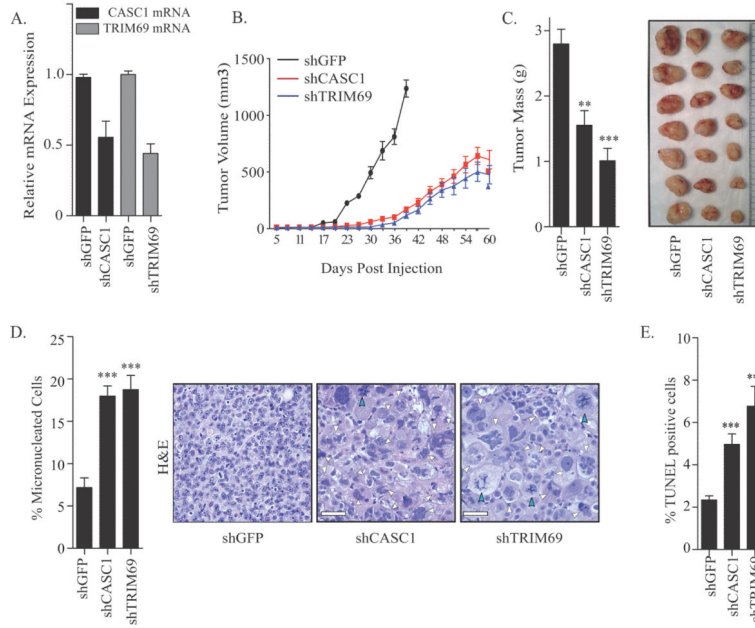 A.
CASC1 mRNA
TRIM69 mRNA
Relative mRNA Expression
1.0
0.5
0
shGFP
shCASC1
shGFP
shTRIM69
B.
shGFP
shCASC1
shTRIM69
Tumor Volume (mm3)
1500
1000
500
0
5 11 17 23 30 36 42 48 54 60
Days Post Injection
C.
Tumor Mass (g)
3
2
1
0
**
***
shGFP
shCASC1
shTRIM69
shGFP
shCASC1
shTRIM69
D.
% Micronucleated Cells
25
20
15
10
5
0
***
***
shGFP
shCASC1
shTRIM69
H&E
shGFP
shCASC1
shTRIM69
E.
% TUNEL positive cells
10
8
6
4
2
0
***
**
shGFP
shCASC1